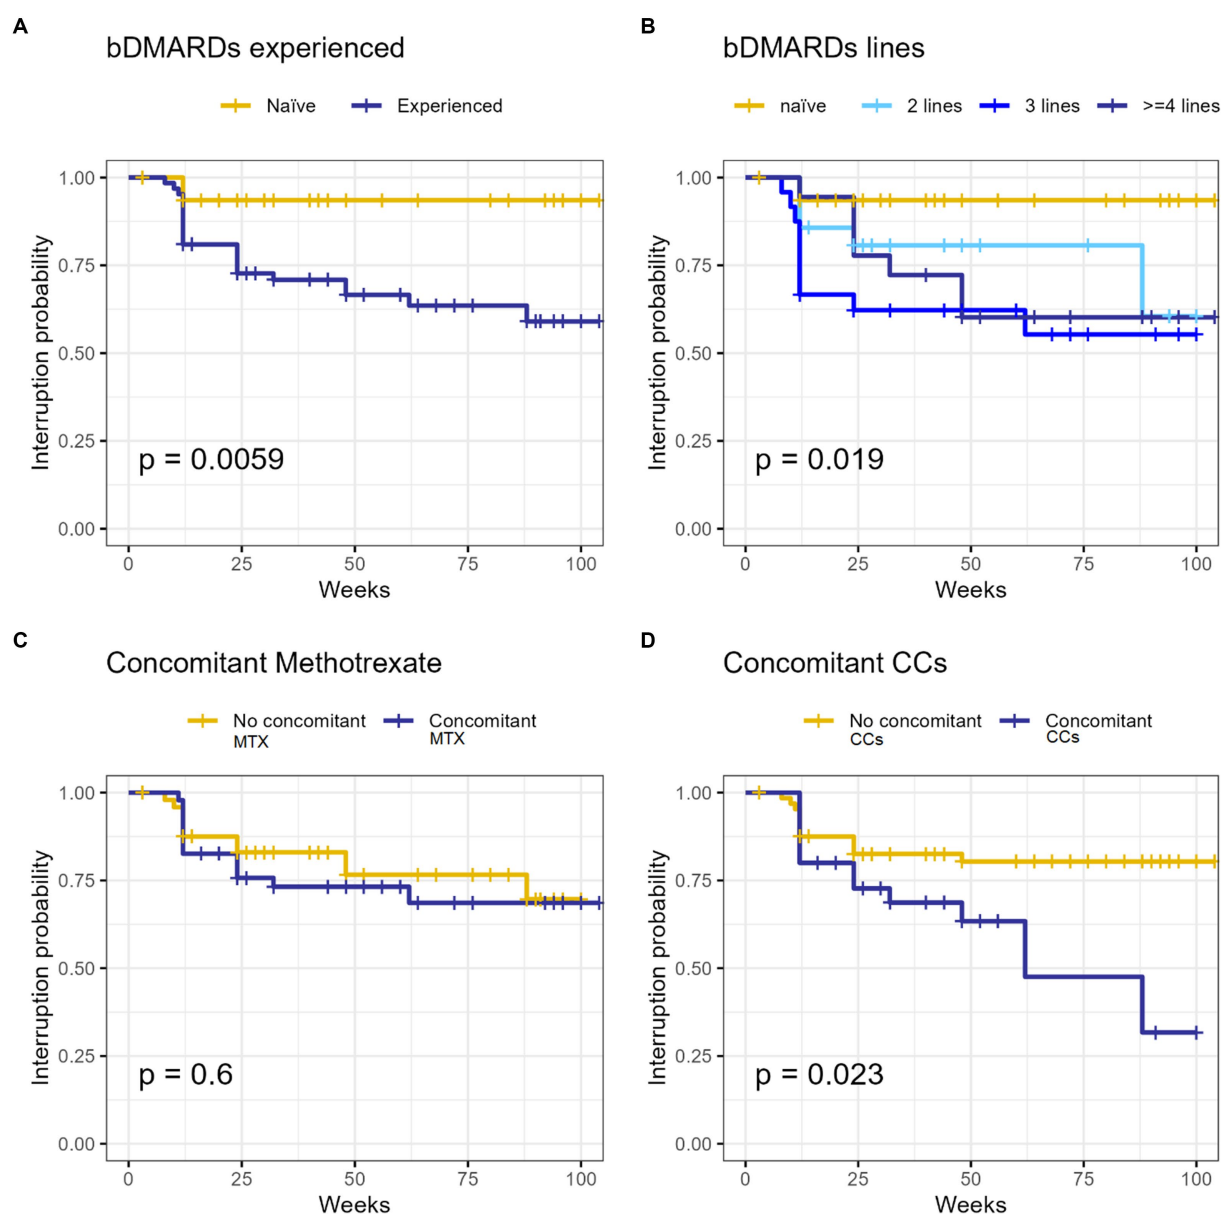 A
bDMARDs experienced
Naïve Experienced
1.00
0.75
0.50
0.25
0.00
Interruption probability
p = 0.0059
0 25 50 75 100
Weeks
B
bDMARDs lines
naïve 2 lines 3 lines >=4 lines
1.00
0.75
0.50
0.25
0.00
Interruption probability
p = 0.019
0 25 50 75 100
Weeks
C
Concomitant Methotrexate
No concomitant MTX Concomitant MTX
1.00
0.75
0.50
0.25
0.00
Interruption probability
p = 0.6
0 25 50 75 100
Weeks
D
Concomitant CCs
No concomitant CCs Concomitant CCs
1.00
0.75
0.50
0.25
0.00
Interruption probability
p = 0.023
0 25 50 75 100
Weeks